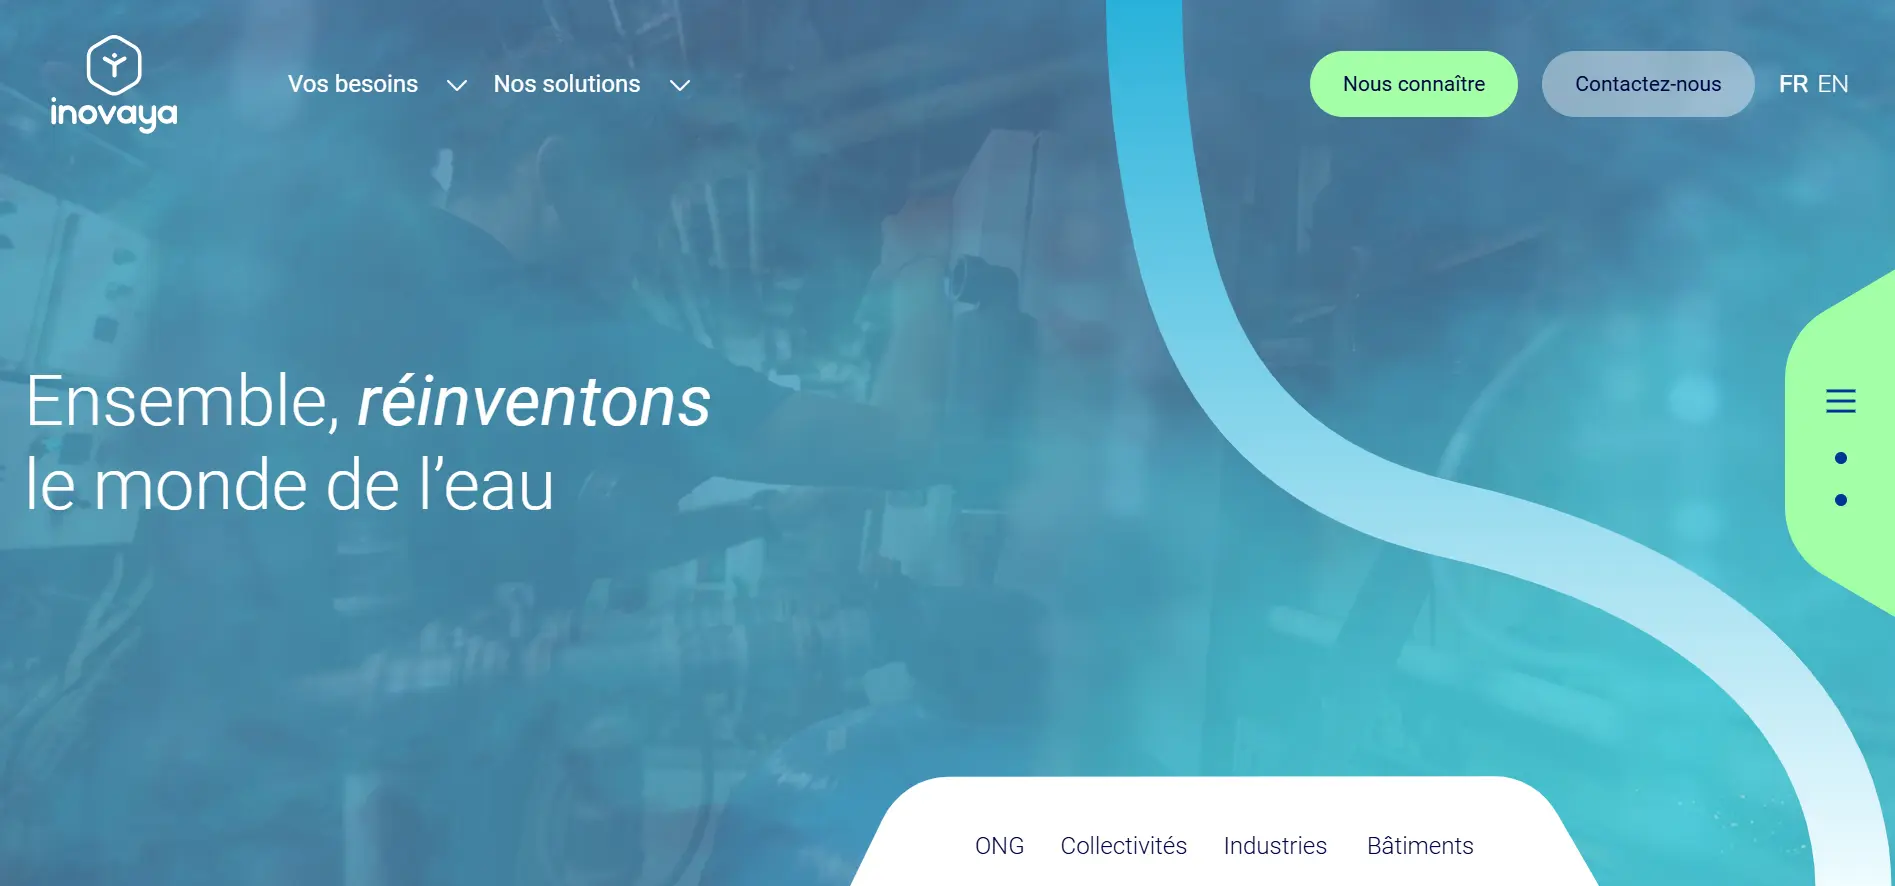 inovaya
Vos besoins
Nos solutions
Nous connaître
Contactez-nous
FR EN
Ensemble, réinventons
le monde de l’eau
ONG
Collectivités
Industries
Bâtiments